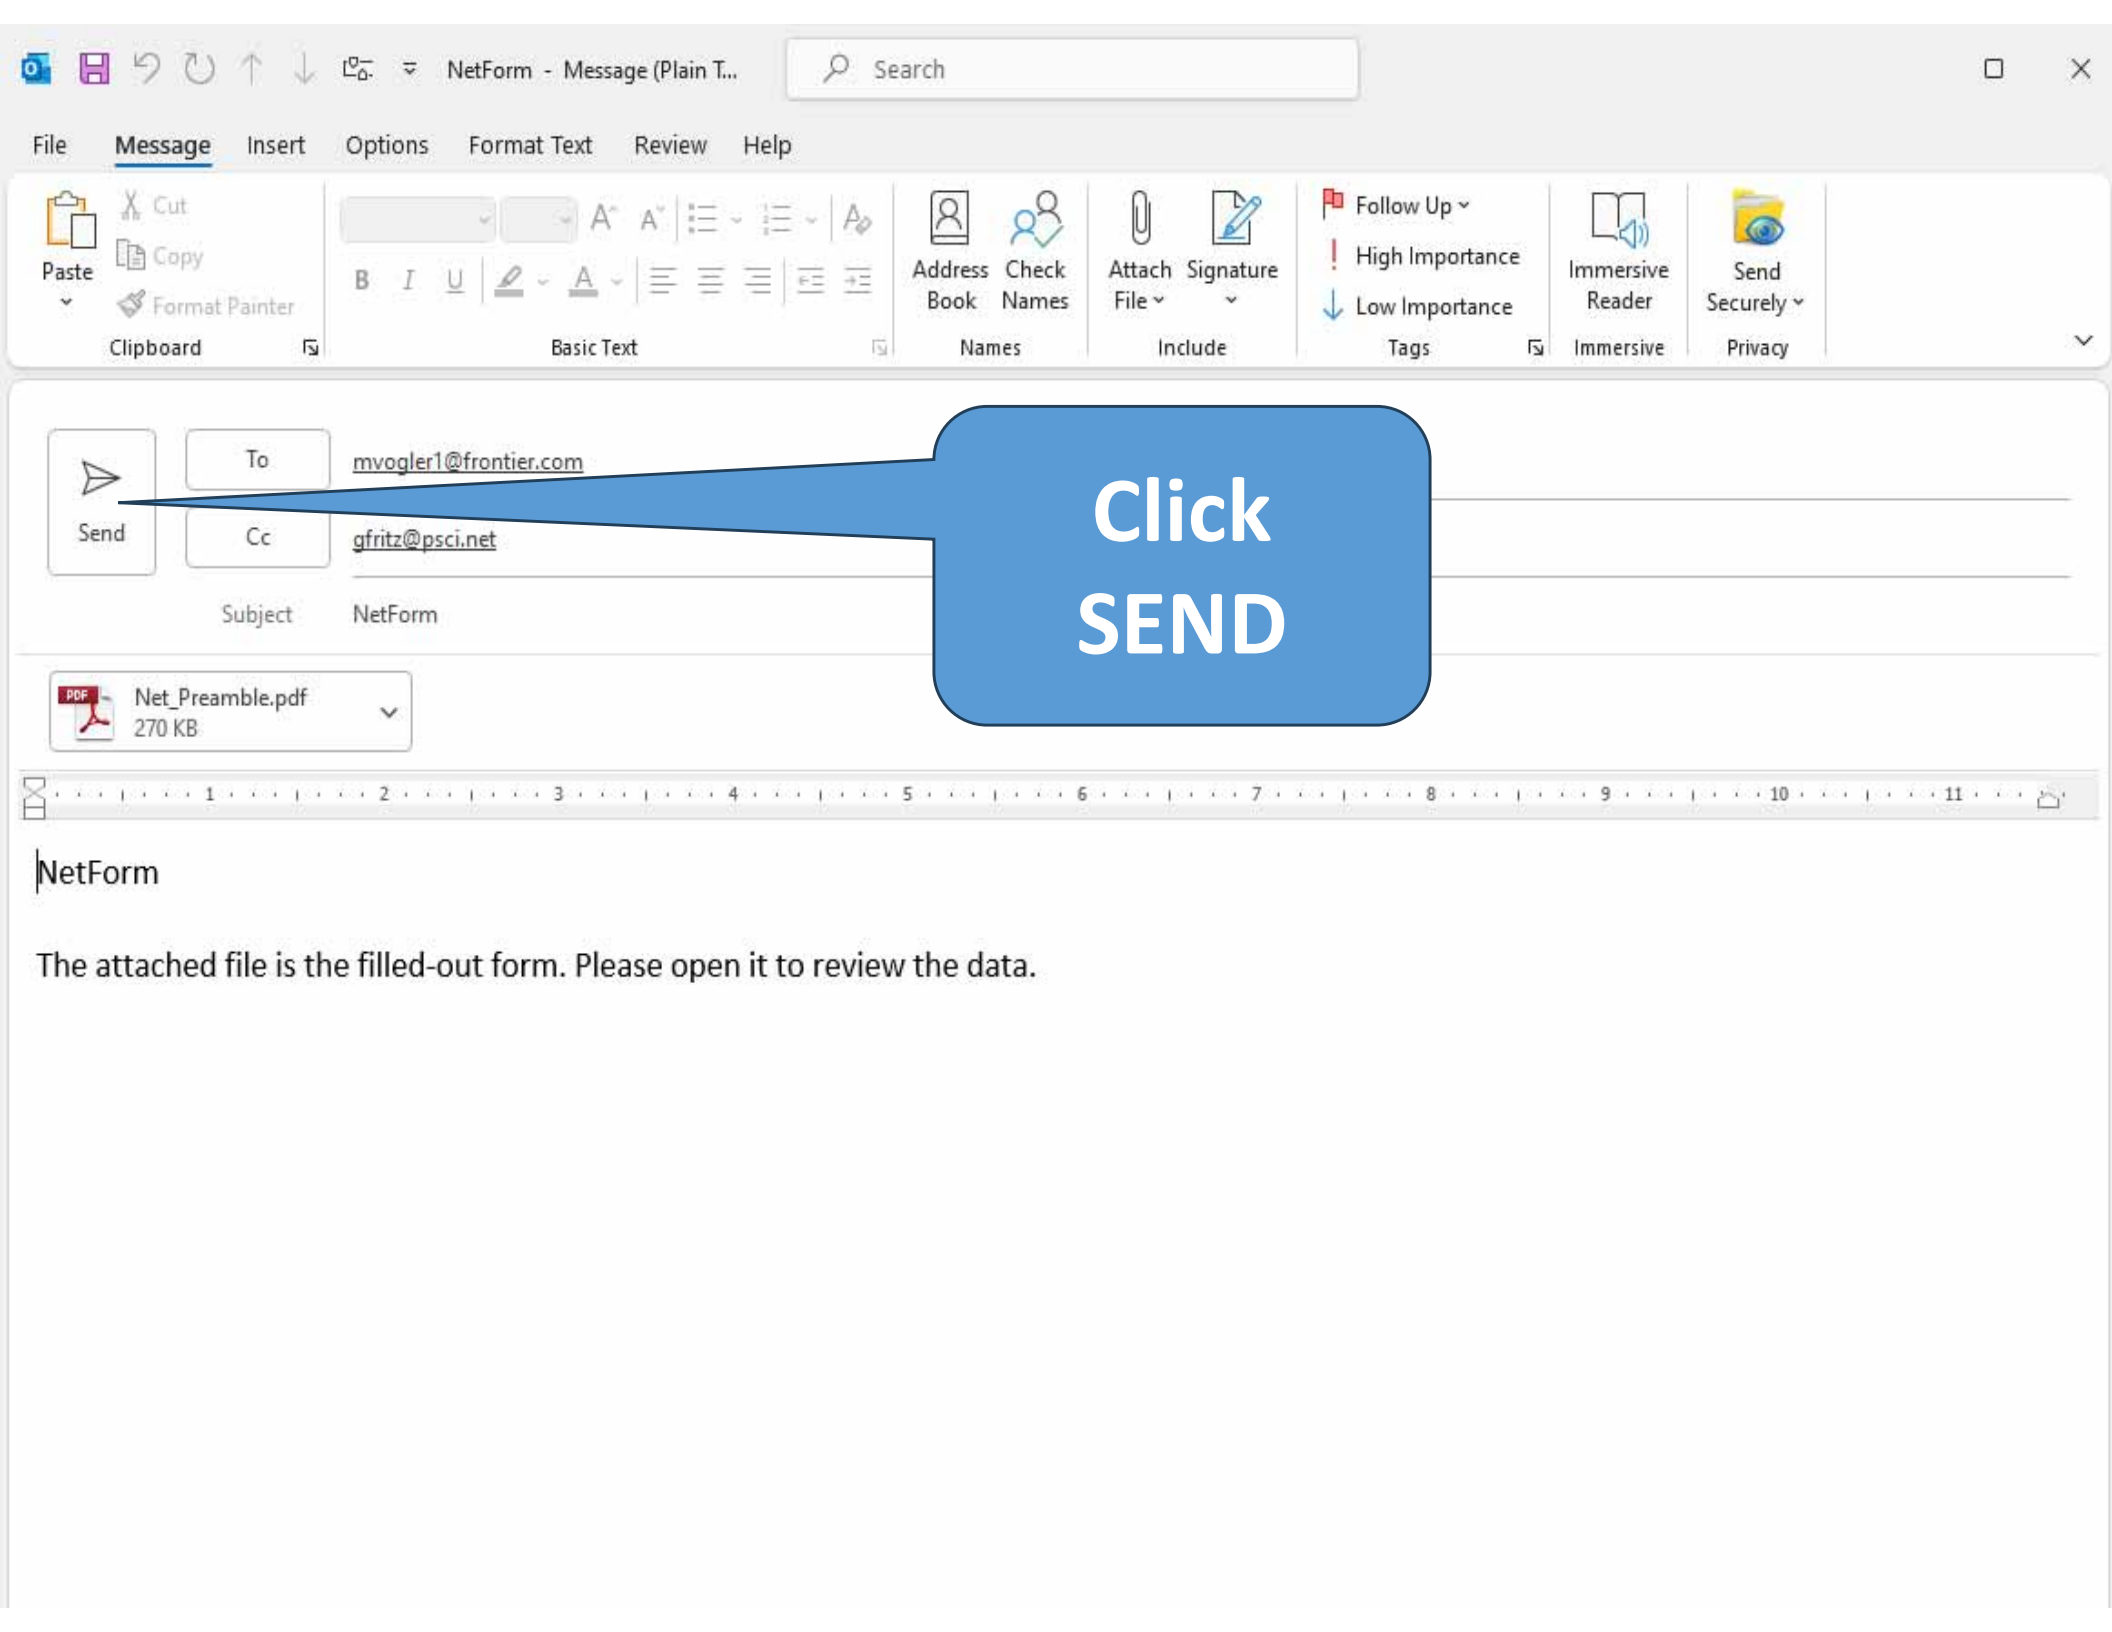 NetForm - Message (Plain T...
Search
File Message Insert Options Format Text Review Help
Paste
Cut
Copy
Format Painter
Clipboard
B I U A
Basic Text
Address Book
Check Names
Names
Attach File
Signature
Include
Follow Up
High Importance
Low Importance
Tags
Immersive Reader
Immersive
Send Securely
Privacy
Send
To mvogler1@frontier.com
Cc gfritz@psci.net
Subject NetForm
Click
SEND
PDF
Net_Preamble.pdf
270 KB
1 2 3 4 5 6 7 8 9 10 11
NetForm
The attached file is the filled-out form. Please open it to review the data.